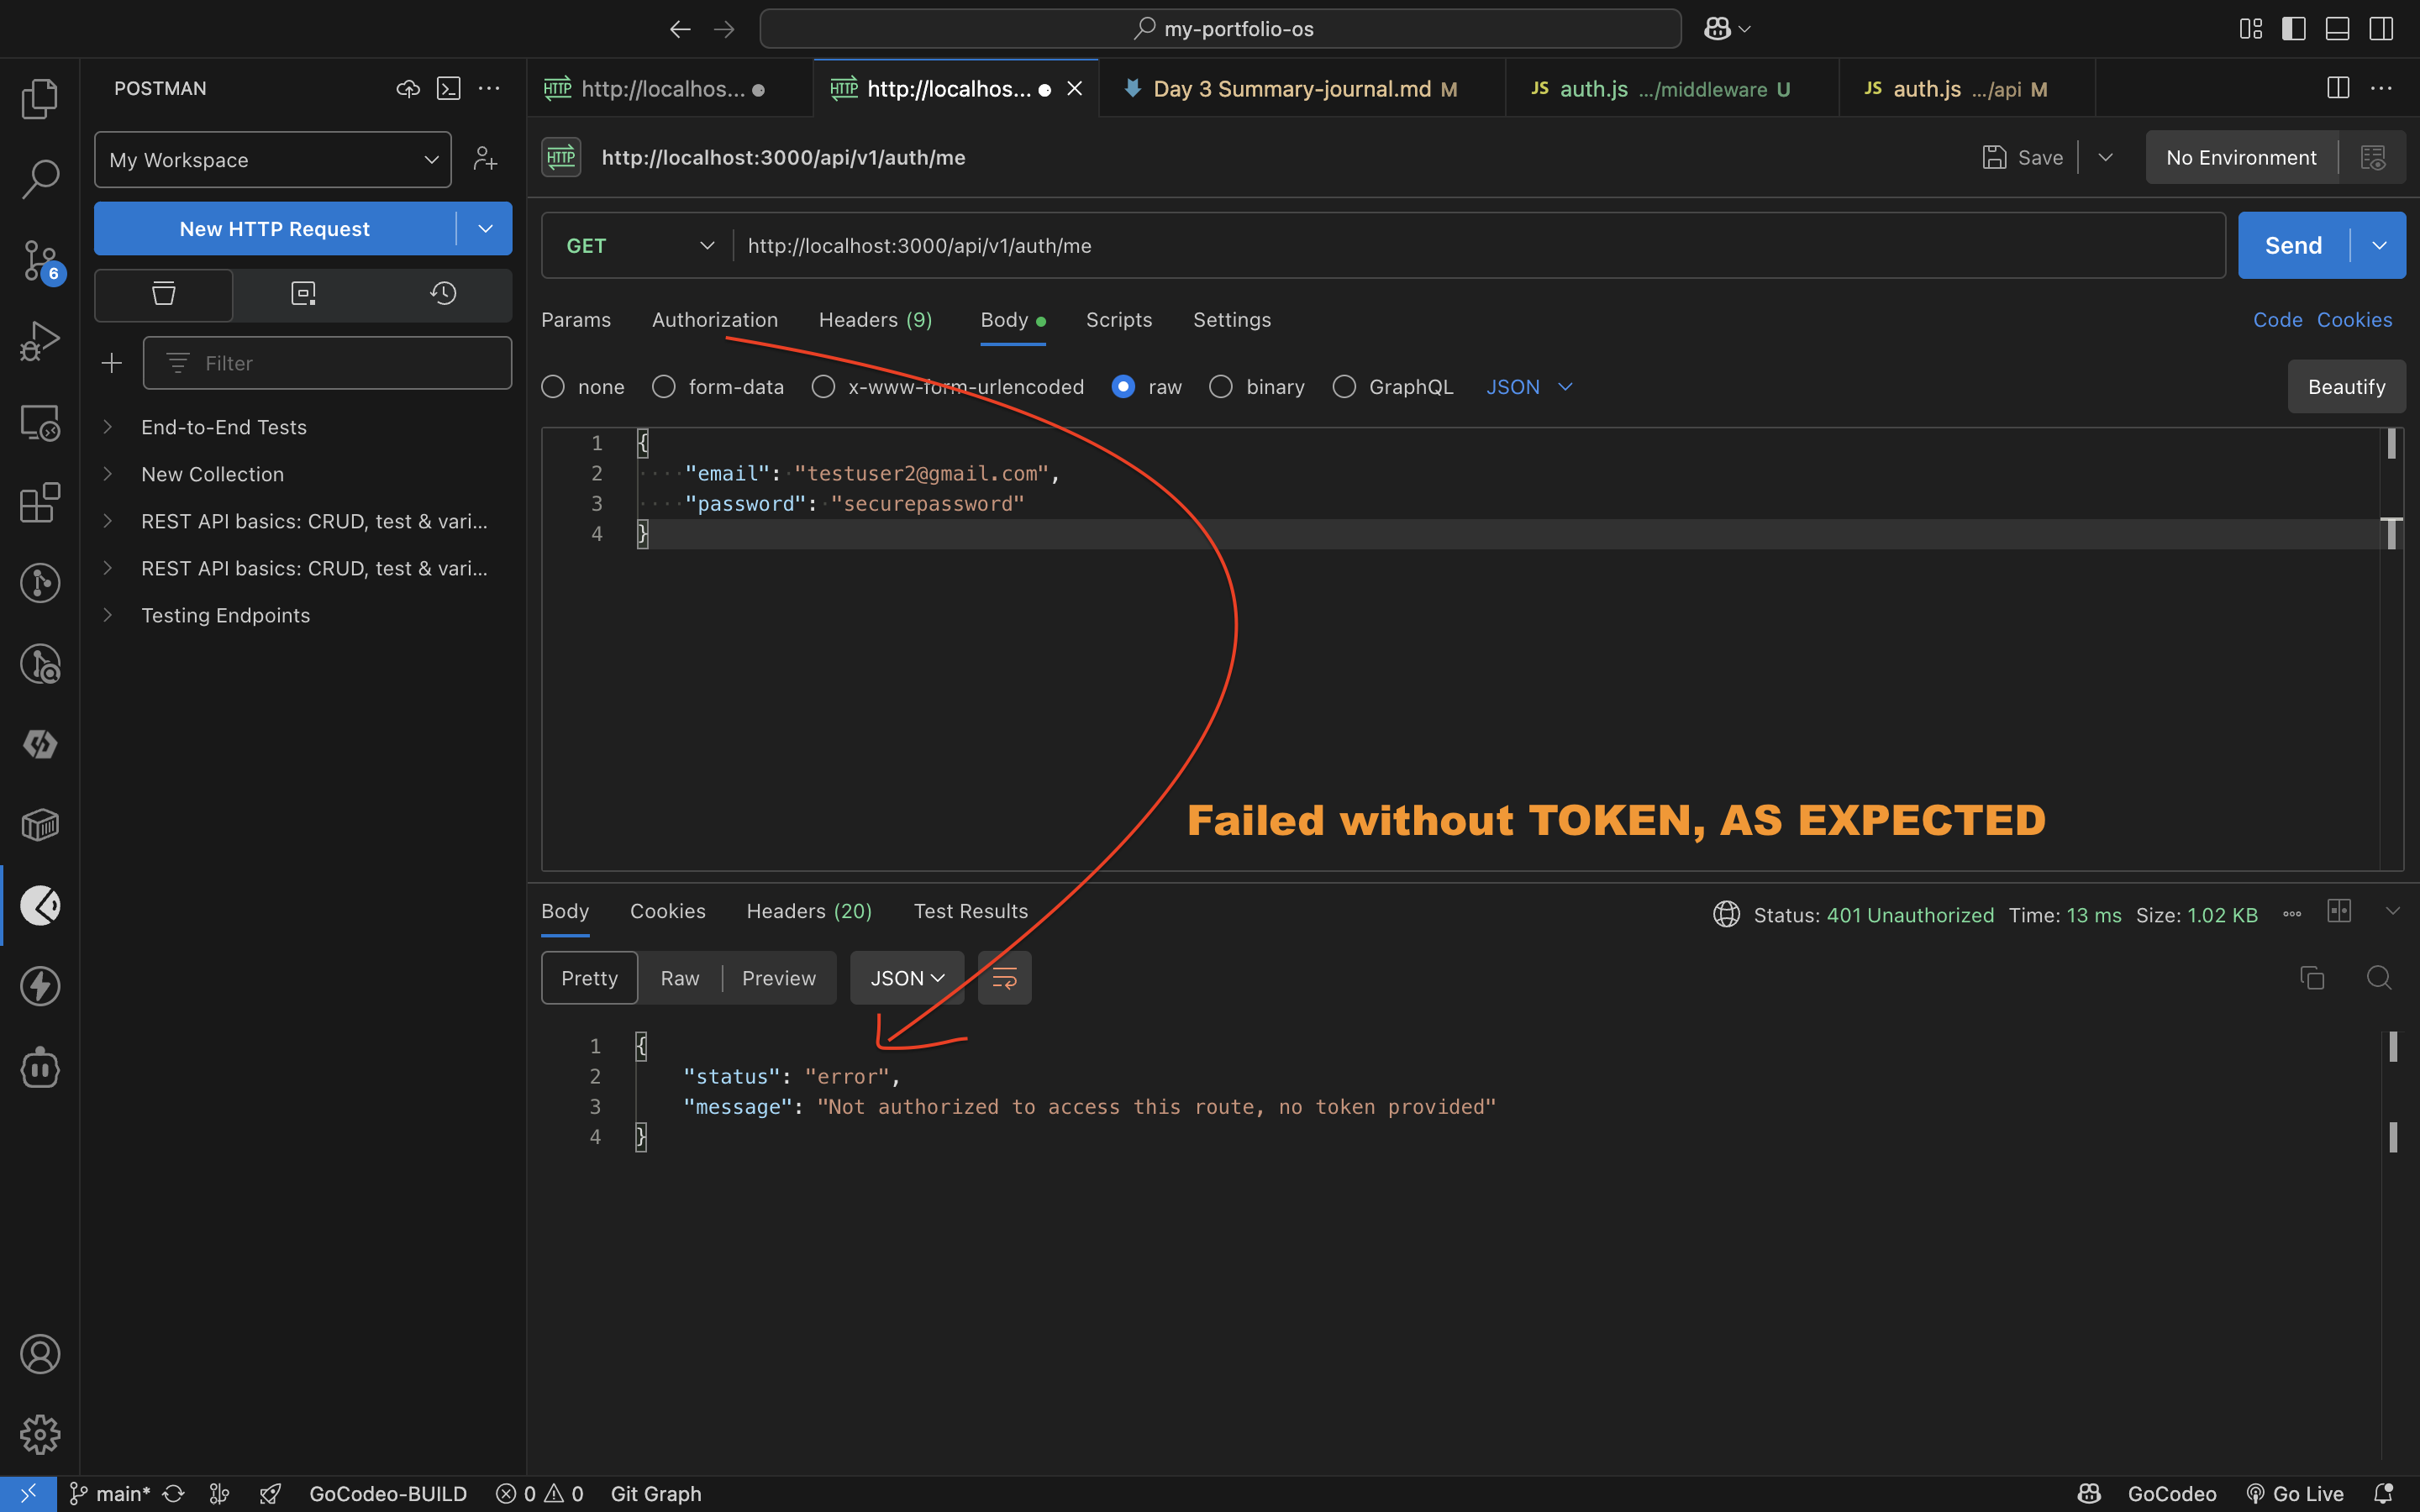 my-portfolio-os
POSTMAN
HTTP http://localhos...
HTTP http://localhos...
Day 3 Summary-journal.md M
JS auth.js .../middleware U
JS auth.js .../api M
My Workspace
HTTP http://localhost:3000/api/v1/auth/me
Save
No Environment
New HTTP Request
GET http://localhost:3000/api/v1/auth/me
Send
6
Params Authorization Headers (9) Body Scripts Settings
Code Cookies
Filter
none form-data x-www-form-urlencoded raw binary GraphQL JSON
Beautify
End-to-End Tests
New Collection
REST API basics: CRUD, test & vari...
REST API basics: CRUD, test & vari...
Testing Endpoints
1 {
2 ····"email":·"testuser2@gmail.com",
3 ····"password":·"securepassword"
4 }
Failed without TOKEN, AS EXPECTED
Body Cookies Headers (20) Test Results
Status: 401 Unauthorized Time: 13 ms Size: 1.02 KB
Pretty Raw Preview JSON
1 {
2 "status": "error",
3 "message": "Not authorized to access this route, no token provided"
4 }
main* GoCodeo-BUILD 0 0 Git Graph
GoCodeo Go Live